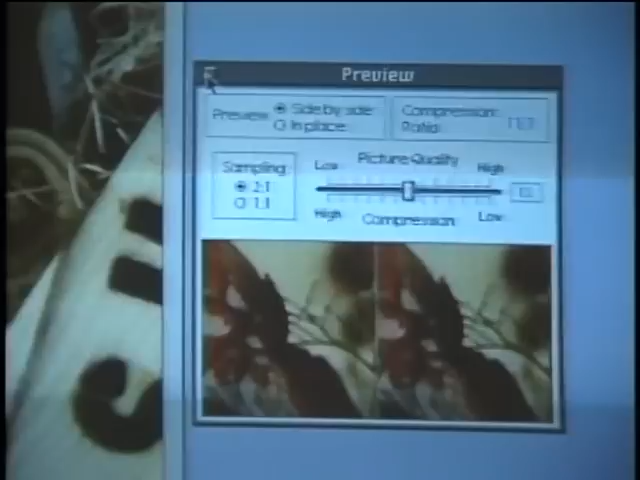 Preview
Preview: Side by side
In place
Compression
Ratio:
Sampling
2:1
1:1
Low Picture Quality High
High Compression Low